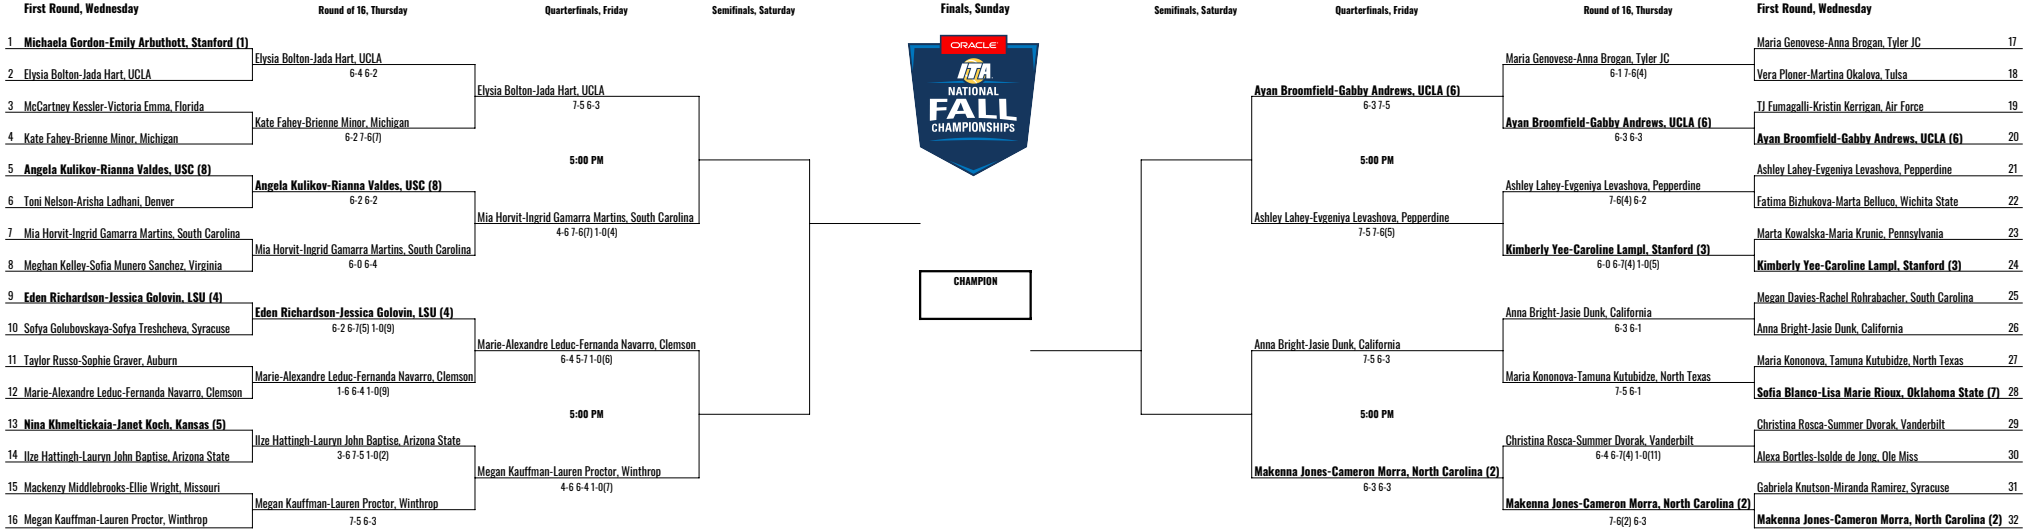 First Round, Wednesday
Round of 16, Thursday
Quarterfinals, Friday
Semifinals, Saturday
Finals, Sunday
Semifinals, Saturday
Quarterfinals, Friday
Round of 16, Thursday
First Round, Wednesday
1 Michaela Gordon-Emily Arbuthott, Stanford (1)
2 Elysia Bolton-Jada Hart, UCLA
3 McCartney Kessler-Victoria Emma, Florida
4 Kate Fahey-Brienne Minor, Michigan
5 Angela Kulikov-Rianna Valdes, USC (8)
6 Toni Nelson-Arisha Ladhani, Denver
7 Mia Horvit-Ingrid Gamarra Martins, South Carolina
8 Meghan Kelley-Sofia Munero Sanchez, Virginia
9 Eden Richardson-Jessica Golovin, LSU (4)
10 Sofya Golubovskaya-Sofya Treshcheva, Syracuse
11 Taylor Russo-Sophie Graver, Auburn
12 Marie-Alexandre Leduc-Fernanda Navarro, Clemson
13 Nina Khmeltickaia-Janet Koch, Kansas (5)
14 Ilze Hattingh-Lauryn John Baptise, Arizona State
15 Mackenzy Middlebrooks-Ellie Wright, Missouri
16 Megan Kauffman-Lauren Proctor, Winthrop
Elysia Bolton-Jada Hart, UCLA
6-4 6-2
Kate Fahey-Brienne Minor, Michigan
6-2 7-6(7)
Angela Kulikov-Rianna Valdes, USC (8)
6-2 6-2
Mia Horvit-Ingrid Gamarra Martins, South Carolina
6-0 6-4
Eden Richardson-Jessica Golovin, LSU (4)
6-2 6-7(5) 1-0(9)
Marie-Alexandre Leduc-Fernanda Navarro, Clemson
1-6 6-4 1-0(9)
Ilze Hattingh-Lauryn John Baptise, Arizona State
3-6 7-5 1-0(2)
Megan Kauffman-Lauren Proctor, Winthrop
7-5 6-3
Elysia Bolton-Jada Hart, UCLA
7-5 6-3
5:00 PM
Mia Horvit-Ingrid Gamarra Martins, South Carolina
4-6 7-6(7) 1-0(4)
Marie-Alexandre Leduc-Fernanda Navarro, Clemson
6-4 5-7 1-0(6)
5:00 PM
Megan Kauffman-Lauren Proctor, Winthrop
4-6 6-4 1-0(7)
ORACLE
ITA
NATIONAL
FALL
CHAMPIONSHIPS
CHAMPION
Ayan Broomfield-Gabby Andrews, UCLA (6)
6-3 7-5
5:00 PM
Ashley Lahey-Evgeniya Levashova, Pepperdine
7-5 7-6(5)
Anna Bright-Jasie Dunk, California
7-5 6-3
5:00 PM
Makenna Jones-Cameron Morra, North Carolina (2)
6-3 6-3
Maria Genovese-Anna Brogan, Tyler JC
6-1 7-6(4)
Ayan Broomfield-Gabby Andrews, UCLA (6)
6-3 6-3
Ashley Lahey-Evgeniya Levashova, Pepperdine
7-6(4) 6-2
Kimberly Yee-Caroline Lampl, Stanford (3)
6-0 6-7(4) 1-0(5)
Anna Bright-Jasie Dunk, California
6-3 6-1
Maria Kononova-Tamuna Kutubidze, North Texas
7-5 6-1
Christina Rosca-Summer Dvorak, Vanderbilt
6-4 6-7(4) 1-0(11)
Makenna Jones-Cameron Morra, North Carolina (2)
7-6(2) 6-3
Maria Genovese-Anna Brogan, Tyler JC 17
Vera Ploner-Martina Okalova, Tulsa 18
TJ Fumagalli-Kristin Kerrigan, Air Force 19
Ayan Broomfield-Gabby Andrews, UCLA (6) 20
Ashley Lahey-Evgeniya Levashova, Pepperdine 21
Fatima Bizhukova-Marta Belluco, Wichita State 22
Marta Kowalska-Maria Krunic, Pennsylvania 23
Kimberly Yee-Caroline Lampl, Stanford (3) 24
Megan Davies-Rachel Rohrabacher, South Carolina 25
Anna Bright-Jasie Dunk, California 26
Maria Kononova, Tamuna Kutubidze, North Texas 27
Sofia Blanco-Lisa Marie Rioux, Oklahoma State (7) 28
Christina Rosca-Summer Dvorak, Vanderbilt 29
Alexa Bortles-Isolde de Jong, Ole Miss 30
Gabriela Knutson-Miranda Ramirez, Syracuse 31
Makenna Jones-Cameron Morra, North Carolina (2) 32